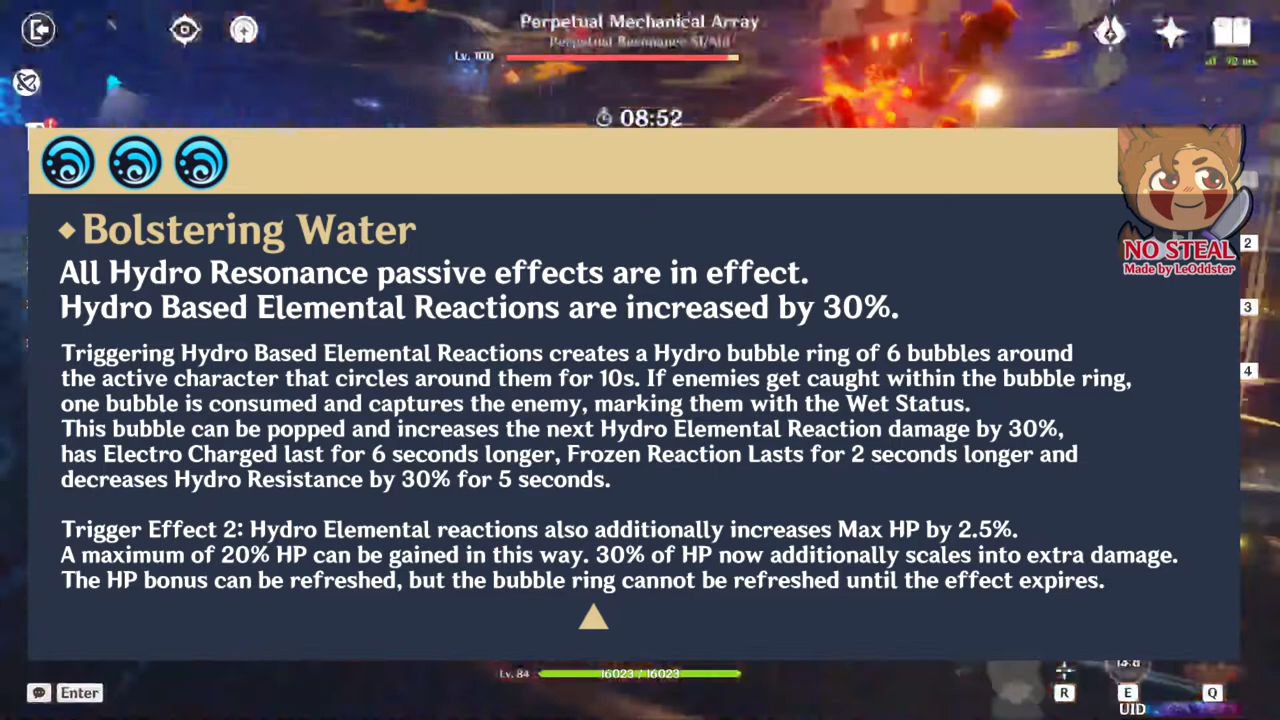 Perpetual Mechanical Array
Perpetual Resonance
Lv. 100
92 ms
08:52
Bolstering Water
NO STEAL
Made by LeOddster
All Hydro Resonance passive effects are in effect.
Hydro Based Elemental Reactions are increased by 30%.
2
3
4
Triggering Hydro Based Elemental Reactions creates a Hydro bubble ring of 6 bubbles around
the active character that circles around them for 10s. If enemies get caught within the bubble ring,
one bubble is consumed and captures the enemy, marking them with the Wet Status.
This bubble can be popped and increases the next Hydro Elemental Reaction damage by 30%,
has Electro Charged last for 6 seconds longer, Frozen Reaction Lasts for 2 seconds longer and
decreases Hydro Resistance by 30% for 5 seconds.
Trigger Effect 2: Hydro Elemental reactions also additionally increases Max HP by 2.5%.
A maximum of 20% HP can be gained in this way. 30% of HP now additionally scales into extra damage.
The HP bonus can be refreshed, but the bubble ring cannot be refreshed until the effect expires.
Lv. 84
16023 / 16023
Enter
R
E
Q
UID